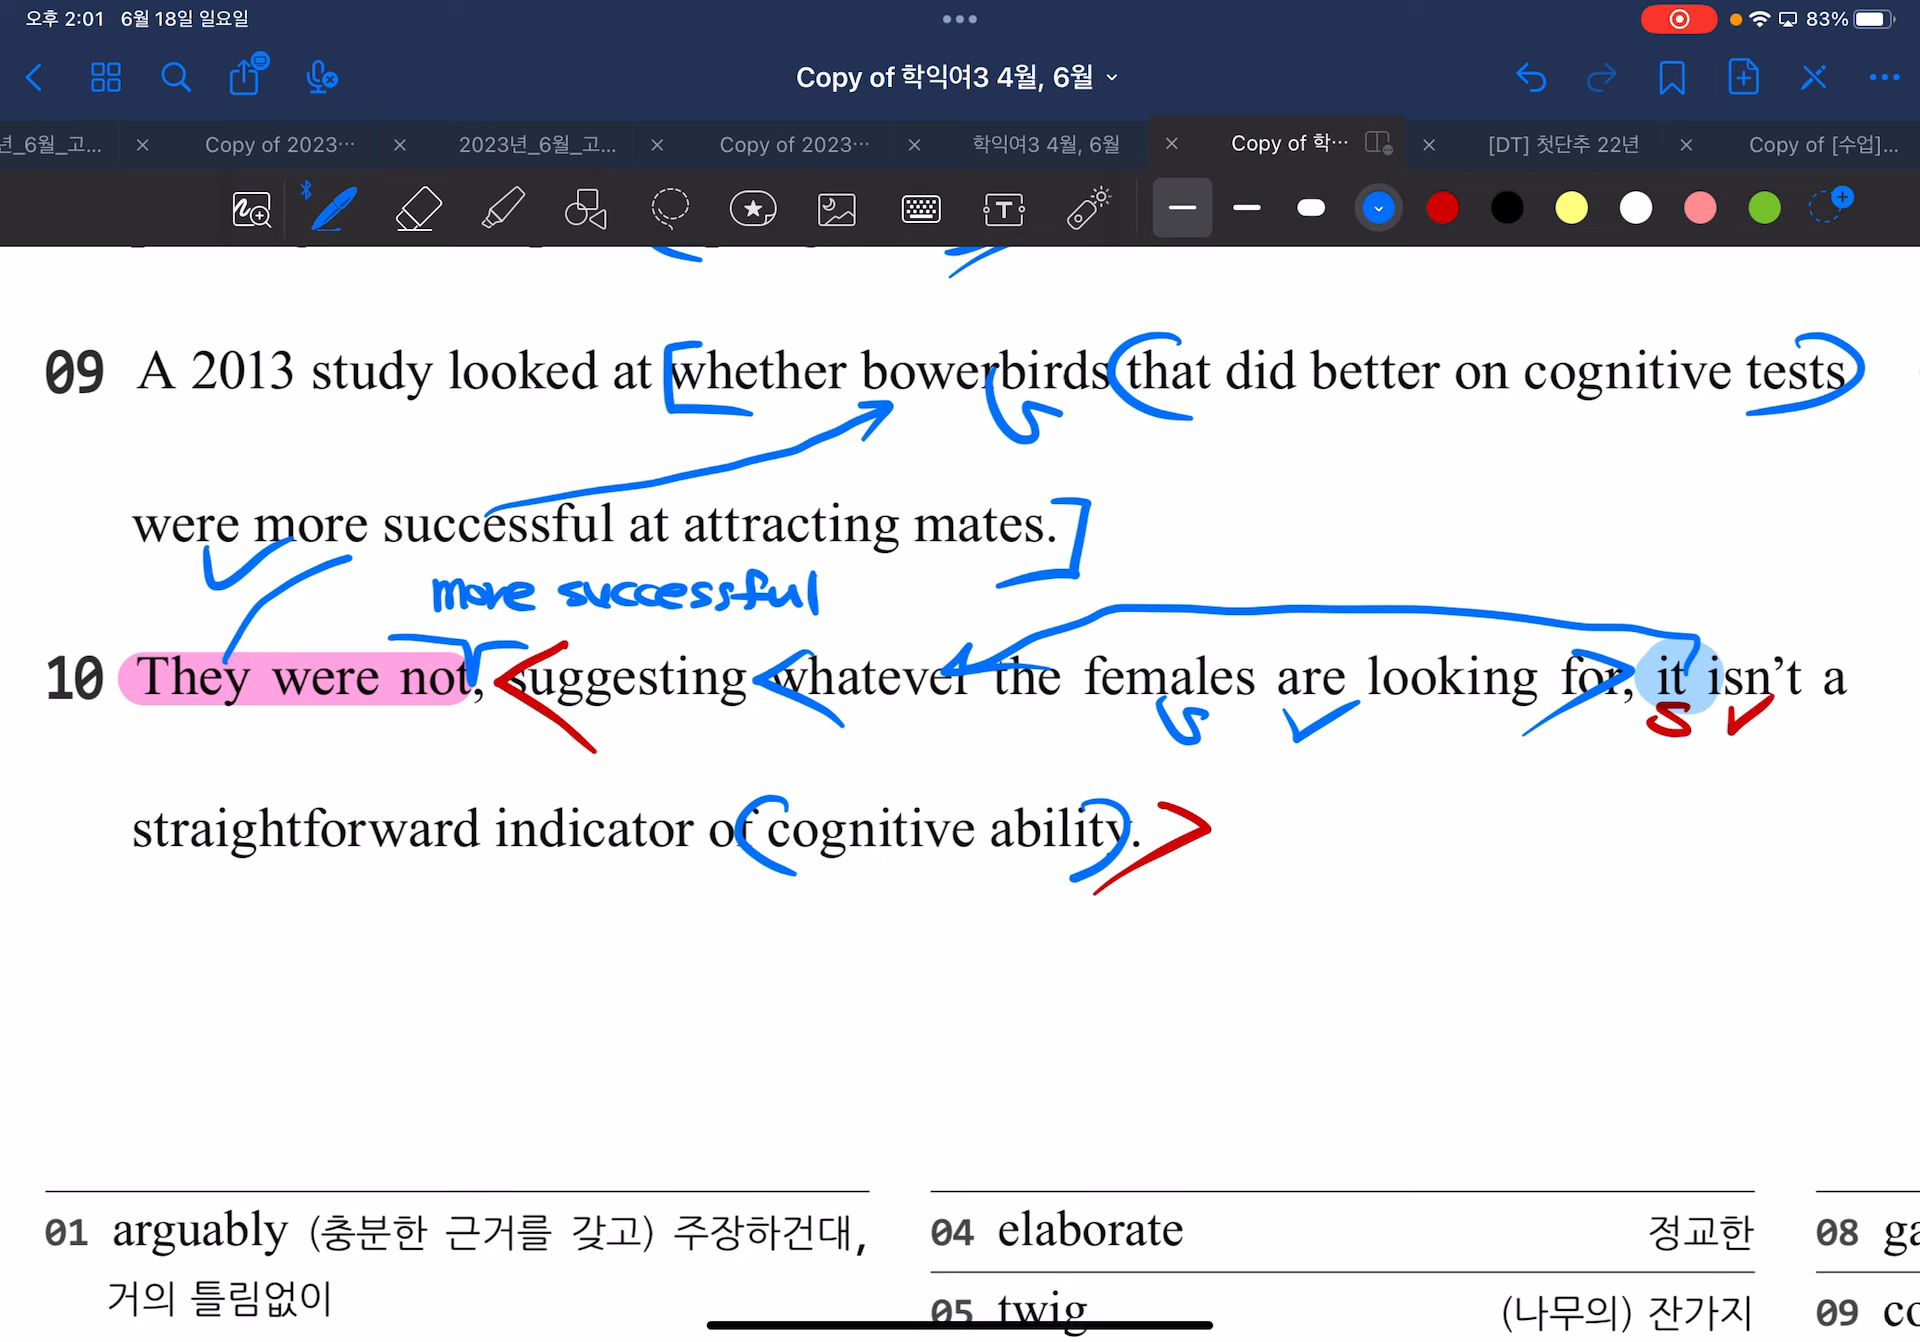 오후 2:01 6월 18일 일요일
83%
Copy of 학익여3 4월, 6월
년_6월_고...
Copy of 2023...
2023년_6월_고...
Copy of 2023...
학익여3 4월, 6월
Copy of 학...
[DT] 첫단추 22년
Copy of [수업]...
09 A 2013 study looked at whether bowerbirds that did better on cognitive tests
were more successful at attracting mates.
more successful
10 They were not, suggesting whatever the females are looking for, it isn't a
S S
straightforward indicator of cognitive ability.
01 arguably (충분한 근거를 갖고) 주장하건대,
거의 틀림없이
04 elaborate 정교한
05 twig (나무의) 잔가지
08 ga
09 co